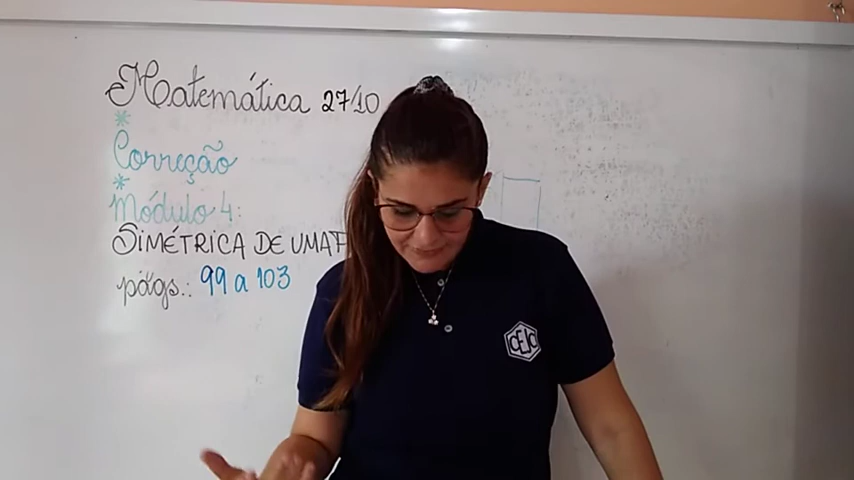 Matemática 27/10
*
Correção
*
Módulo 4:
SIMÉTRICA DE UMA F
págs.: 99 a 103